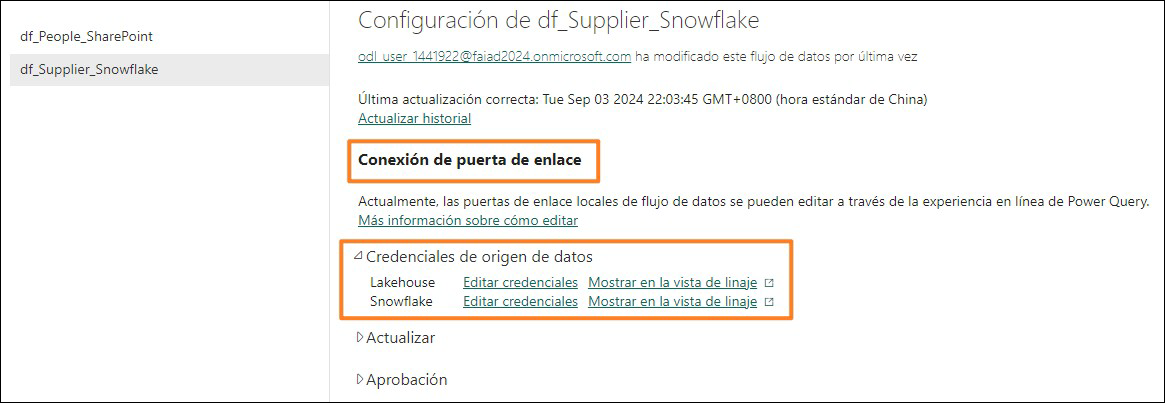 df_People_SharePoint
df_Supplier_Snowflake
Configuración de df_Supplier_Snowflake
odl_user_1441922@faiad2024.onmicrosoft.com ha modificado este flujo de datos por última vez
Última actualización correcta: Tue Sep 03 2024 22:03:45 GMT+0800 (hora estándar de China)
Actualizar historial
Conexión de puerta de enlace
Actualmente, las puertas de enlace locales de flujo de datos se pueden editar a través de la experiencia en línea de Power Query.
Más información sobre cómo editar
Credenciales de origen de datos
Lakehouse Editar credenciales Mostrar en la vista de linaje
Snowflake Editar credenciales Mostrar en la vista de linaje
Actualizar
Aprobación